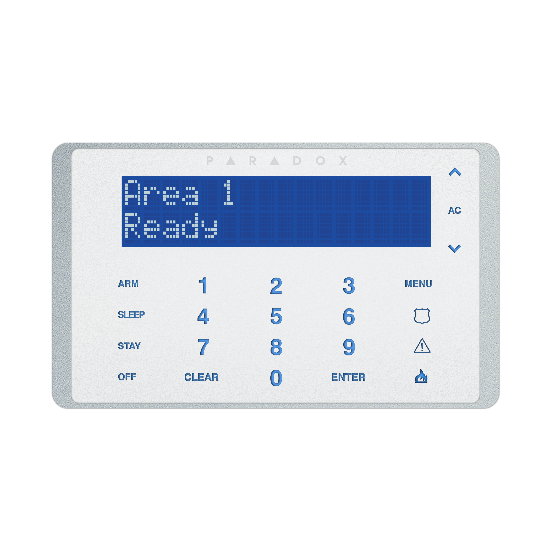 PARADOX
Area 1
Ready
AC
ARM 1 2 3 MENU
SLEEP 4 5 6
STAY 7 8 9
OFF CLEAR 0 ENTER